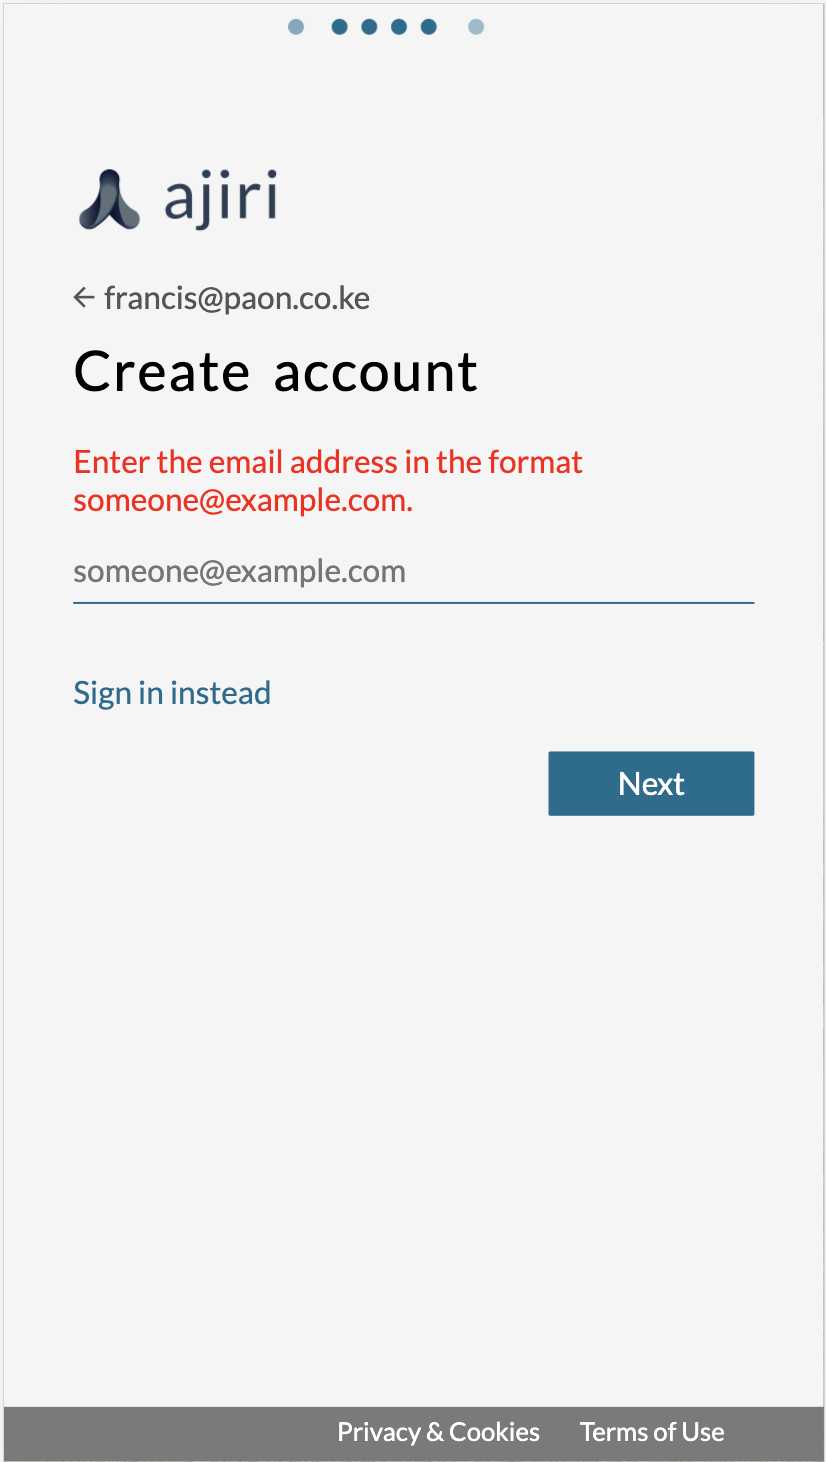 ajiri
← francis@paon.co.ke
Create account
Enter the email address in the format
someone@example.com.
someone@example.com
Sign in instead
Next
Privacy & Cookies Terms of Use